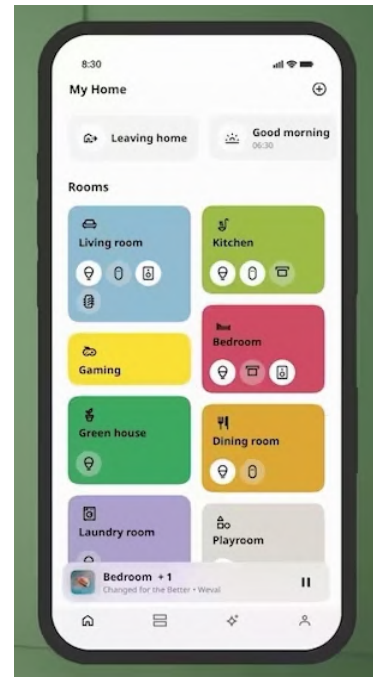 8:30
My Home
Leaving home
Good morning
06:30
Rooms
Living room
Kitchen
Gaming
Bedroom
Green house
Dining room
Laundry room
Playroom
Bedroom + 1
Changed for the Better • Weval